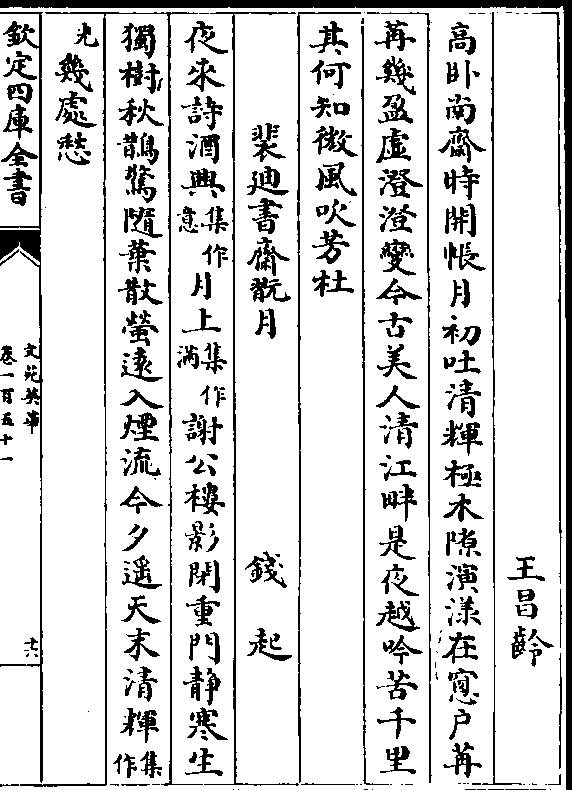 王昌齡
高卧南齋時開帳月初吐清輝極木隙演漾在窻户苒
苒幾盈虛澄澄變今古美人清江畔是夜越吟苦千里
其何知微風吹芳杜
裴迪書齋翫月 錢起
夜來詩酒興集作意月上集作滿謝公樓影閉重門靜寒生
獨樹秋鵲驚隨葉散螢逺入煙流今夕遥天末清輝集作
光幾處愁
欽定四庫全書
文苑英華
卷一百五十一
十六